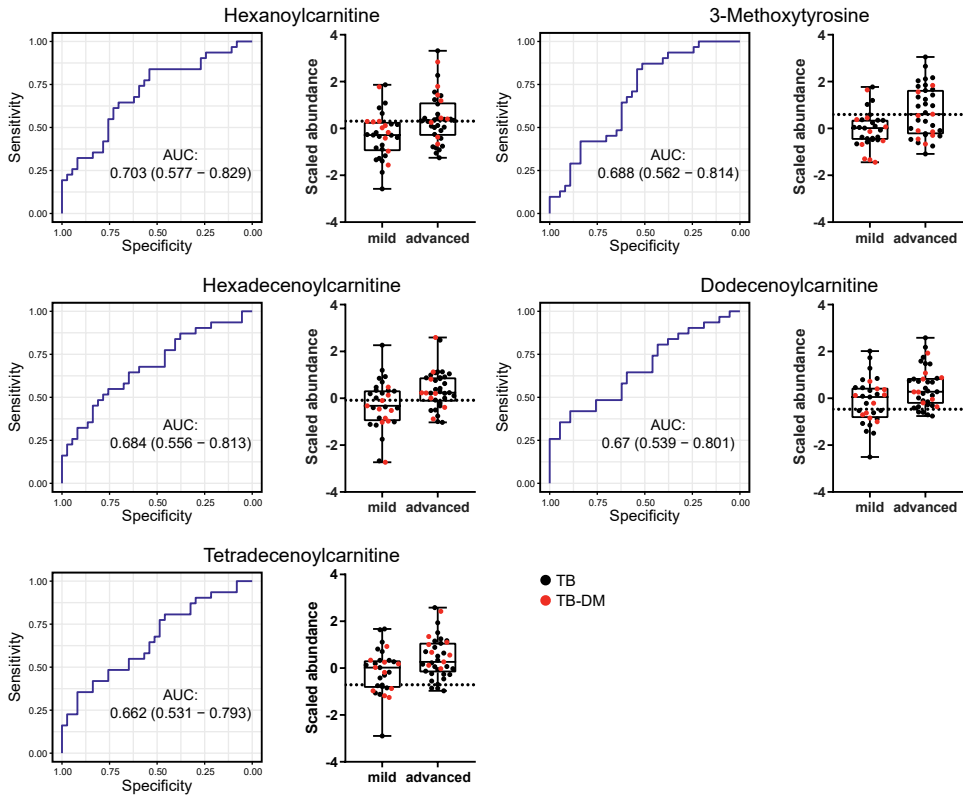 Hexanoylcarnitine
1.00
0.75
0.50
0.25
0.00
Sensitivity
AUC:
0.703 (0.577 − 0.829)
1.00
0.75
0.50
0.25
0.00
Specificity
4
2
0
-2
-4
Scaled abundance
mild
advanced
3-Methoxytyrosine
1.00
0.75
0.50
0.25
0.00
Sensitivity
AUC:
0.688 (0.562 − 0.814)
1.00
0.75
0.50
0.25
0.00
Specificity
4
2
0
-2
-4
Scaled abundance
mild
advanced
Hexadecenoylcarnitine
1.00
0.75
0.50
0.25
0.00
Sensitivity
AUC:
0.684 (0.556 − 0.813)
1.00
0.75
0.50
0.25
0.00
Specificity
4
2
0
-2
-4
Scaled abundance
mild
advanced
Dodecenoylcarnitine
1.00
0.75
0.50
0.25
0.00
Sensitivity
AUC:
0.67 (0.539 − 0.801)
1.00
0.75
0.50
0.25
0.00
Specificity
4
2
0
-2
-4
Scaled abundance
mild
advanced
Tetradecenoylcarnitine
1.00
0.75
0.50
0.25
0.00
Sensitivity
AUC:
0.662 (0.531 − 0.793)
1.00
0.75
0.50
0.25
0.00
Specificity
4
2
0
-2
-4
Scaled abundance
mild
advanced
TB
TB-DM